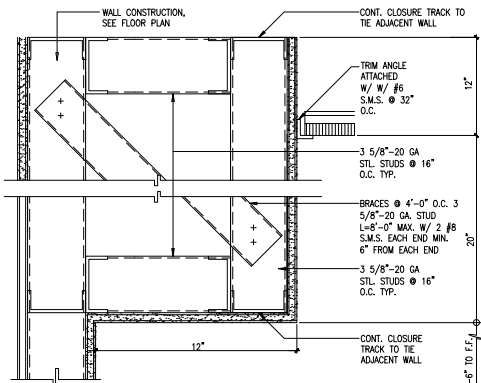 WALL CONSTRUCTION,
SEE FLOOR PLAN
CONT. CLOSURE TRACK TO
TIE ADJACENT WALL
TRIM ANGLE
ATTACHED
W/ W/ #6
S.M.S. @ 32"
O.C.
12"
3 5/8"-20 GA
STL. STUDS @ 16"
O.C. TYP.
BRACES @ 4'-0" O.C. 3
5/8"-20 GA. STUD
L=8'-0" MAX. W/ 2 #8
S.M.S. EACH END MIN.
6" FROM EACH END
20"
3 5/8"-20 GA
STL. STUDS @ 16"
O.C. TYP.
12"
CONT. CLOSURE
TRACK TO TIE
ADJACENT WALL
-6" TO F.F.